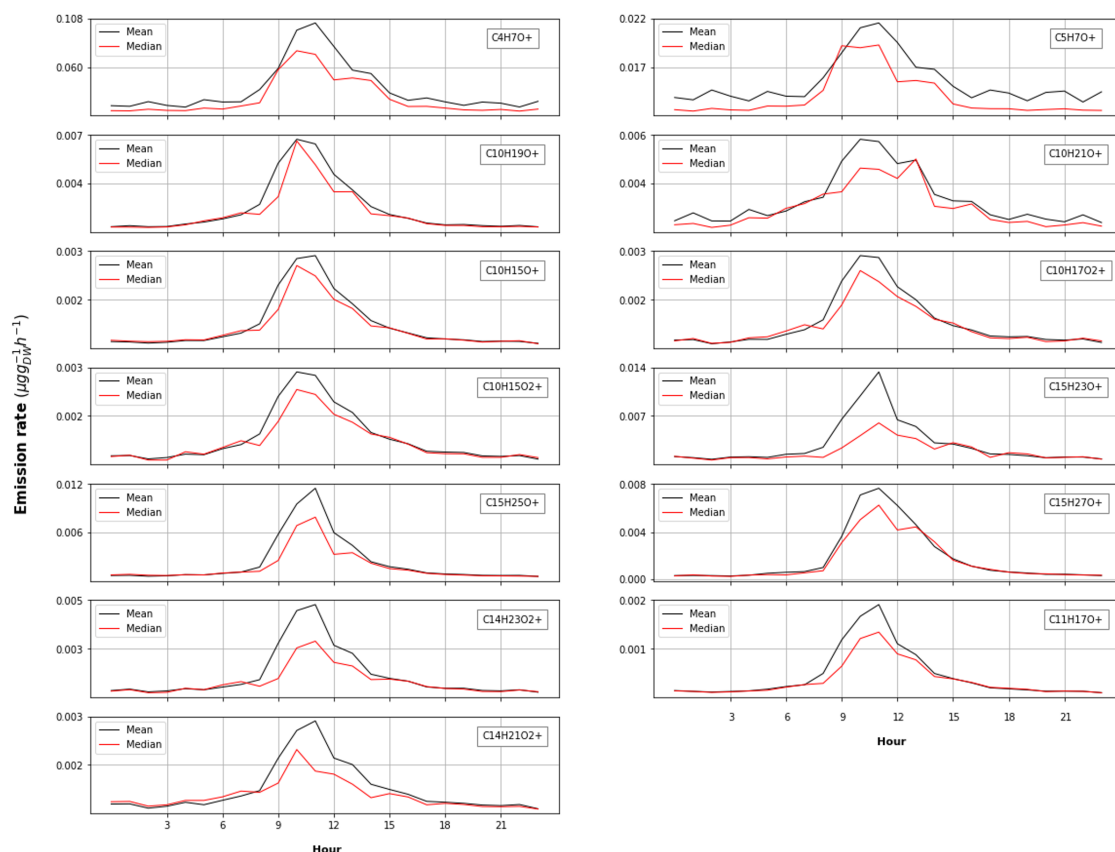 Emission rate (μgg⁻¹_DW h⁻¹)
0.108
0.060
Mean
Median
C4H7O+
0.022
0.017
Mean
Median
C5H7O+
0.007
0.004
Mean
Median
C10H19O+
0.006
0.004
Mean
Median
C10H21O+
0.003
0.002
Mean
Median
C10H15O+
0.003
0.002
Mean
Median
C10H17O2+
0.003
0.002
Mean
Median
C10H15O2+
0.014
0.007
Mean
Median
C15H23O+
0.012
0.006
Mean
Median
C15H25O+
0.008
0.004
0.000
Mean
Median
C15H27O+
0.005
0.003
Mean
Median
C14H23O2+
0.002
0.001
Mean
Median
C11H17O+
3 6 9 12 15 18 21
Hour
0.003
0.002
Mean
Median
C14H21O2+
3 6 9 12 15 18 21
Hour